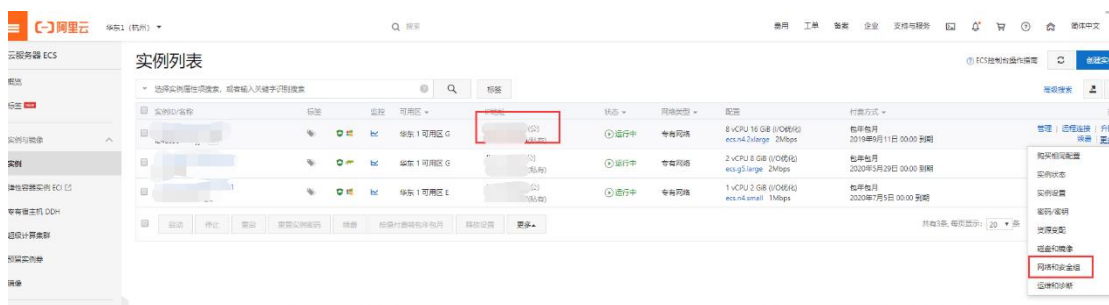 阿里云 华东1 (杭州) 搜索 费用 工单 备案 企业 支持与服务 简体中文
云服务器 ECS
实例列表
ECS控制台操作指南
概览
选择实例属性项搜索，或者输入关键字识别搜索 标签 高级搜索
标签
实例ID/名称 标签 监控 可用区 状态 网络类型 配置 付费方式
实例与镜像
华东 1 可用区 G 运行中 专有网络 8 vCPU 16 GiB (I/O优化) 包年包月 管理 | 远程连接
ecs.n4.2xlarge 2Mbps 2019年9月11日 00:00 到期
实例
华东 1 可用区 G 运行中 专有网络 2 vCPU 8 GiB (I/O优化) 包年包月
ecs.g5.large 2Mbps 2020年5月29日 00:00 到期
弹性容器实例 ECI
华东 1 可用区 E 运行中 专有网络 1 vCPU 2 GiB (I/O优化) 包年包月
ecs.n4.small 1Mbps 2020年7月5日 00:00 到期
专有宿主机 DDH
启动 停止 重启 重置实例密码 续费 按量付费转包年包月 释放设置 更多 共有3条, 每页显示: 20 条
超级计算集群
预留实例券
镜像
购买相同配置
实例状态
实例设置
密码/密钥
资源变配
磁盘和镜像
网络和安全组
运维和诊断